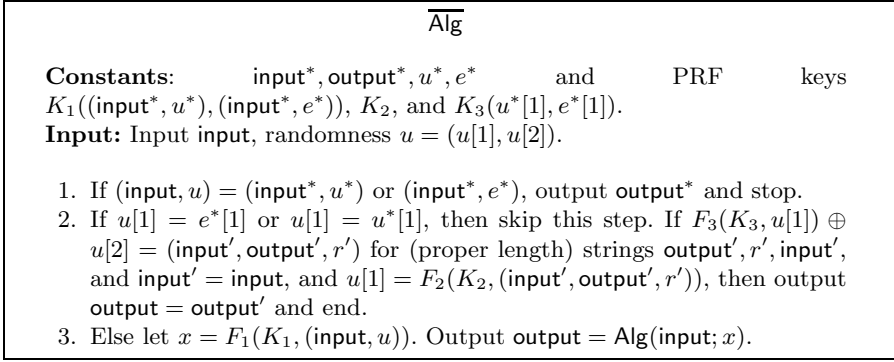 Alg
Constants: input*, output*, u*, e* and PRF keys
K₁((input*, u*), (input*, e*)), K₂, and K₃(u*[1], e*[1]).
Input: Input input, randomness u = (u[1], u[2]).
1. If (input, u) = (input*, u*) or (input*, e*), output output* and stop.
2. If u[1] = e*[1] or u[1] = u*[1], then skip this step. If F₃(K₃, u[1]) ⊕
u[2] = (input′, output′, r′) for (proper length) strings output′, r′, input′,
and input′ = input, and u[1] = F₂(K₂, (input′, output′, r′)), then output
output = output′ and end.
3. Else let x = F₁(K₁, (input, u)). Output output = Alg(input; x).